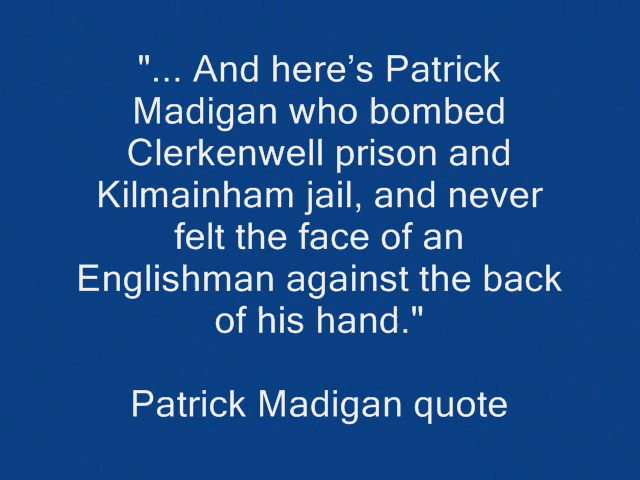 "... And here’s Patrick
Madigan who bombed
Clerkenwell prison and
Kilmainham jail, and never
felt the face of an
Englishman against the back
of his hand."
Patrick Madigan quote